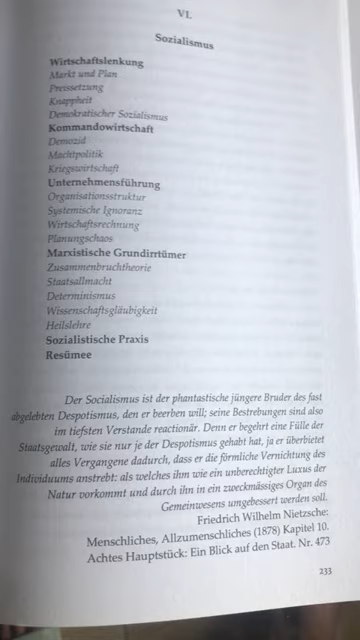 VI.
Sozialismus
Wirtschaftslenkung
Markt und Plan
Preissetzung
Knappheit
Demokratischer Sozialismus
Kommandowirtschaft
Demozid
Machtpolitik
Kriegswirtschaft
Unternehmensführung
Organisationsstruktur
Systemische Ignoranz
Wirtschaftsrechnung
Planungschaos
Marxistische Grundirrtümer
Zusammenbruchtheorie
Staatsallmacht
Determinismus
Wissenschaftsgläubigkeit
Heilslehre
Sozialistische Praxis
Resümee
Der Socialismus ist der phantastische jüngere Bruder des fast
abgelebten Despotismus, den er beerben will; seine Bestrebungen sind also
im tiefsten Verstande reactionär. Denn er begehrt eine Fülle der
Staatsgewalt, wie sie nur je der Despotismus gehabt hat, ja er überbietet
alles Vergangene dadurch, dass er die förmliche Vernichtung des
Individuums anstrebt: als welches ihm wie ein unberechtigter Luxus der
Natur vorkommt und durch ihn in ein zweckmässiges Organ des
Gemeinwesens umgebessert werden soll.
Friedrich Wilhelm Nietzsche:
Menschliches, Allzumenschliches (1878) Kapitel 10.
Achtes Hauptstück: Ein Blick auf den Staat. Nr. 473
233